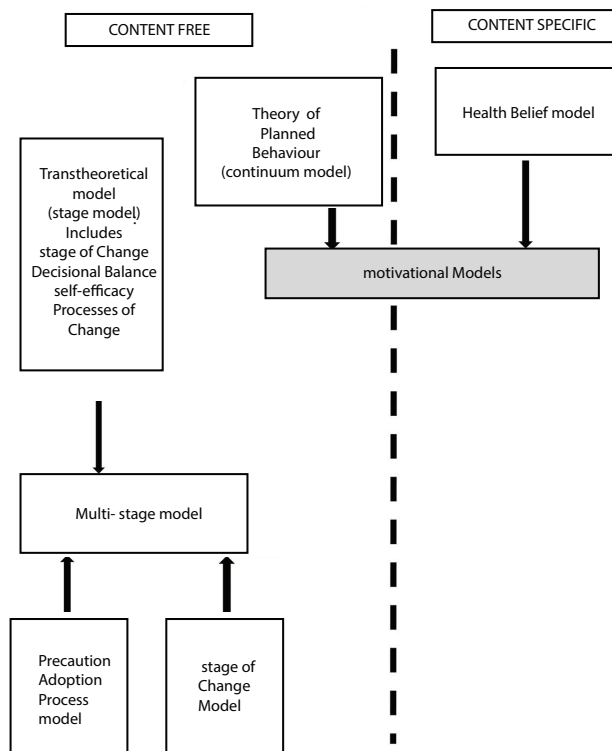 CONTENT FREE
CONTENT SPECIFIC
Theory of
Planned
Behaviour
(continuum model)
Health Belief model
Transtheoretical
model
(stage model)
Includes
stage of Change
Decisional Balance
self-efficacy
Processes of
Change
motivational Models
Multi- stage model
Precaution
Adoption
Process
model
stage of
Change
Model